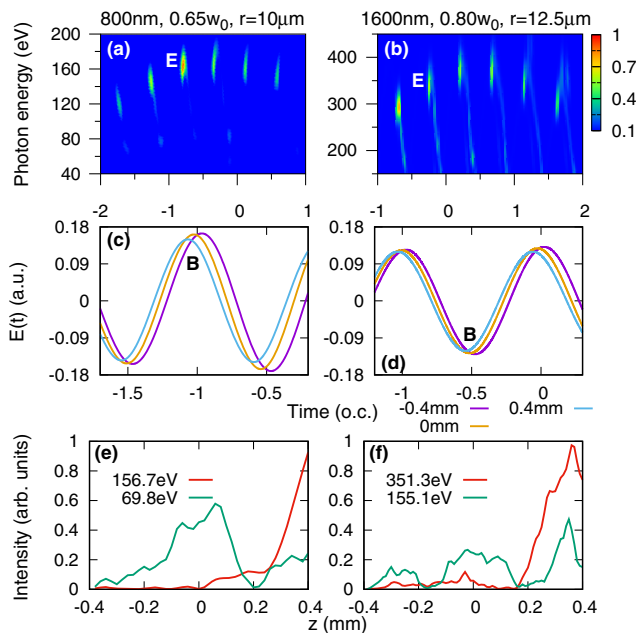 800nm, 0.65w0, r=10μm
1600nm, 0.80w0, r=12.5μm
Photon energy (eV)
200
160
120
80
40
(a)
E
-2
-1
0
1
400
300
200
(b)
E
-1
0
1
2
1
0.7
0.4
0.1
E(t) (a.u.)
0.18
0.09
0
-0.09
-0.18
(c)
B
-1.5
-1
-0.5
0.18
0.09
0
-0.09
-0.18
B
(d)
-1
-0.5
0
Time (o.c.)
-0.4mm
0.4mm
0mm
Intensity (arb. units)
1
0.8
0.6
0.4
0.2
0
(e)
156.7eV
69.8eV
-0.4
-0.2
0
0.2
0.4
1
0.8
0.6
0.4
0.2
0
(f)
351.3eV
155.1eV
-0.4
-0.2
0
0.2
0.4
z (mm)